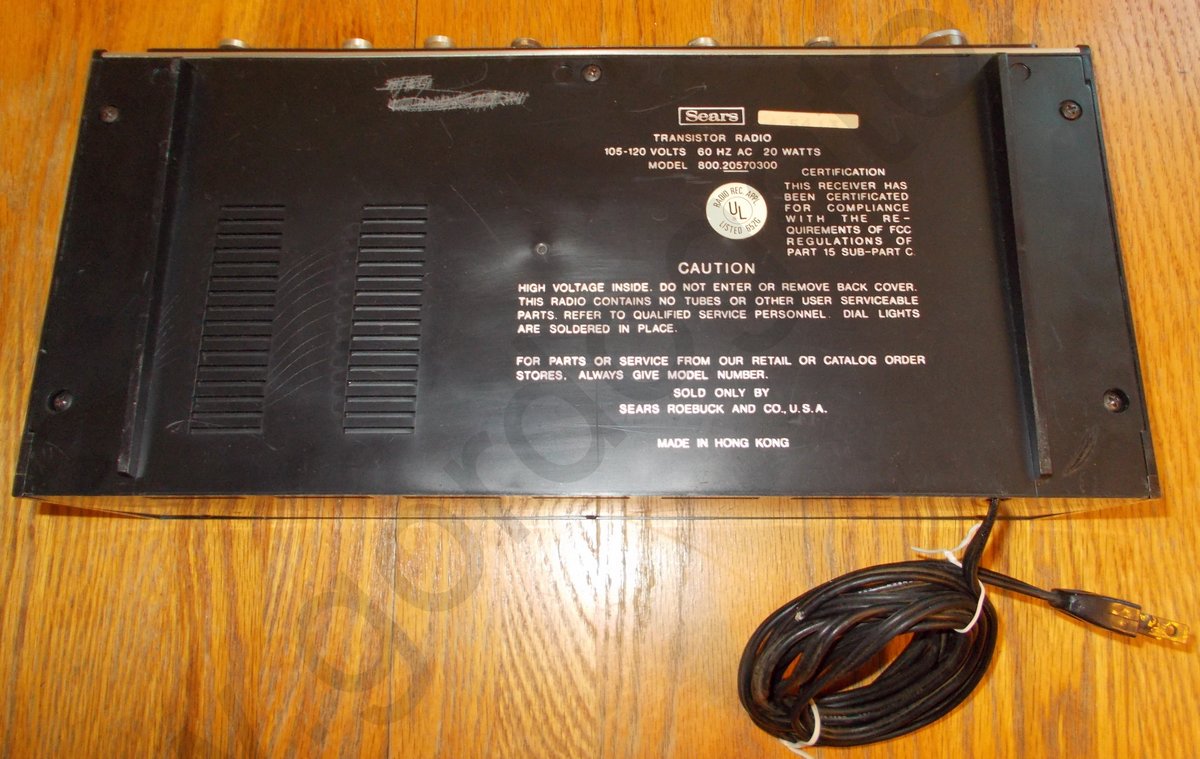 Sears
TRANSISTOR RADIO
105-120 VOLTS 60 HZ AC 20 WATTS
MODEL 800.20570300
RADIO REC. APPL.
UL
LISTED 652G
CERTIFICATION
THIS RECEIVER HAS
BEEN CERTIFICATED
FOR COMPLIANCE
WITH THE RE-
QUIREMENTS OF FCC
REGULATIONS OF
PART 15 SUB-PART C.
CAUTION
HIGH VOLTAGE INSIDE. DO NOT ENTER OR REMOVE BACK COVER.
THIS RADIO CONTAINS NO TUBES OR OTHER USER SERVICEABLE
PARTS. REFER TO QUALIFIED SERVICE PERSONNEL. DIAL LIGHTS
ARE SOLDERED IN PLACE.
FOR PARTS OR SERVICE FROM OUR RETAIL OR CATALOG ORDER
STORES, ALWAYS GIVE MODEL NUMBER.
SOLD ONLY BY
SEARS ROEBUCK AND CO., U.S.A.
MADE IN HONG KONG